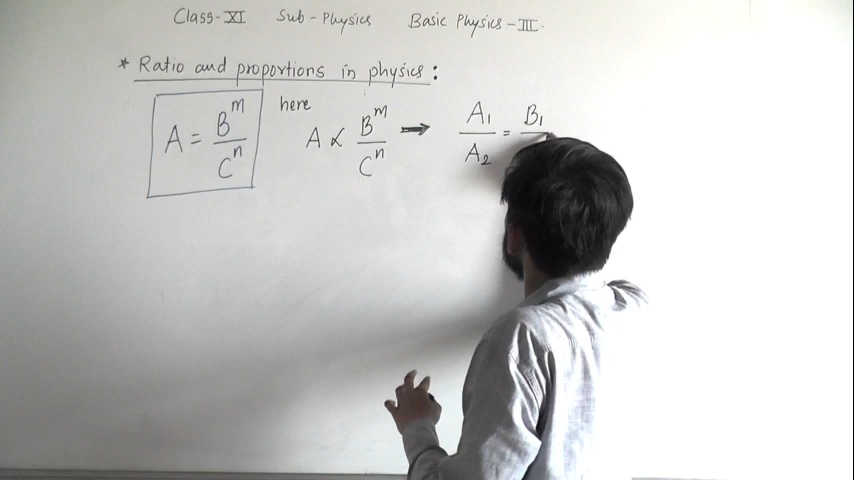 Class-XI Sub-Physics Basic Physics-III.
* Ratio and proportions in physics:
A = B^m / C^n here A ∝ B^m / C^n → A₁ / A₂ = B₁